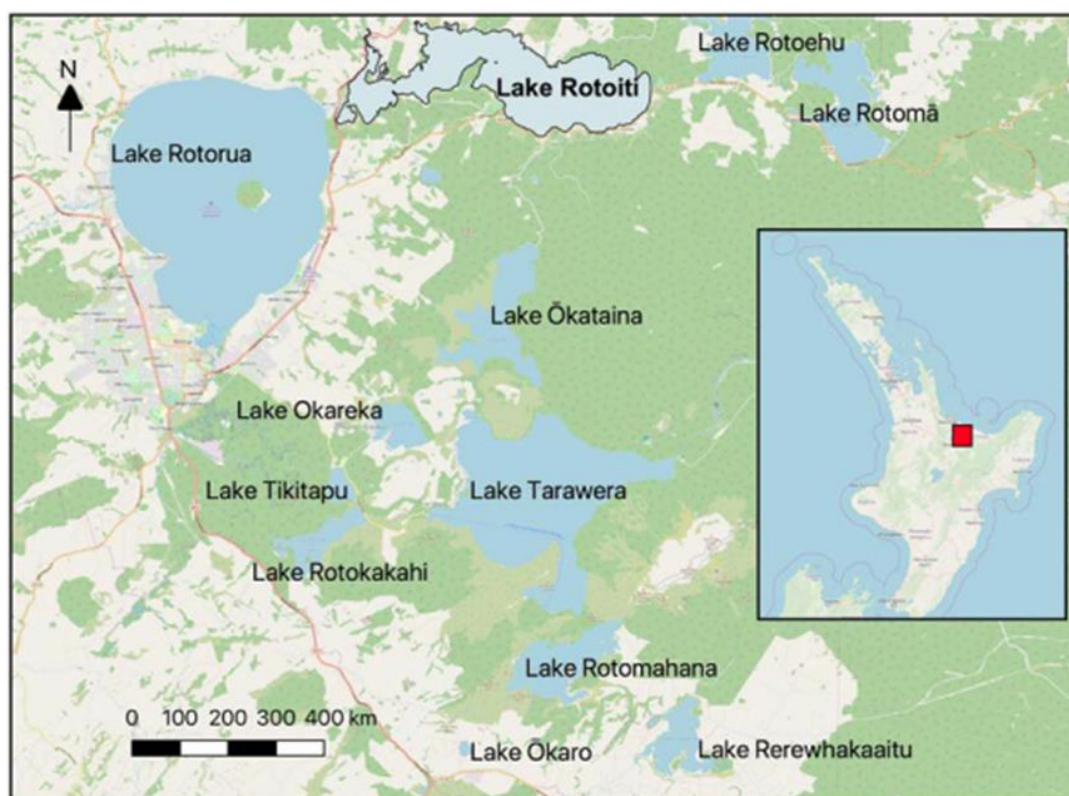 Lake Rotoehu
N
Lake Rotoiti
Lake Rotomā
Lake Rotorua
Lake Ōkataina
Lake Okareka
Lake Tikitapu
Lake Tarawera
Lake Rotokakahi
Lake Rotomahana
0 100 200 300 400 km
Lake Ōkaro
Lake Rerewhakaaitu